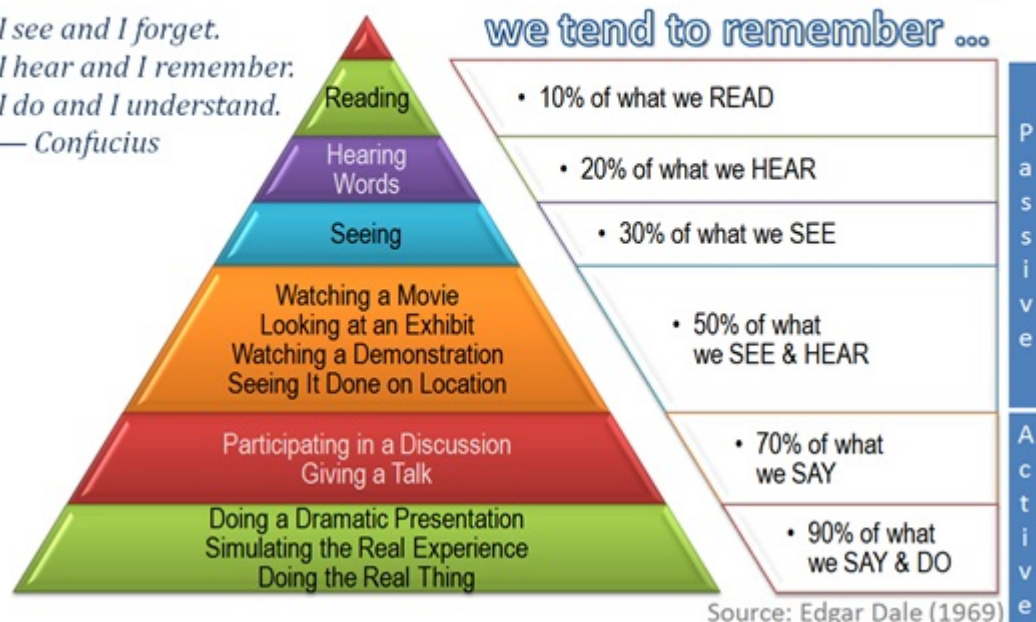 I see and I forget.
I hear and I remember.
I do and I understand.
— Confucius
we tend to remember ...
Reading
• 10% of what we READ
Hearing
Words
• 20% of what we HEAR
Seeing
• 30% of what we SEE
Watching a Movie
Looking at an Exhibit
Watching a Demonstration
Seeing It Done on Location
• 50% of what
we SEE & HEAR
Participating in a Discussion
Giving a Talk
• 70% of what
we SAY
Doing a Dramatic Presentation
Simulating the Real Experience
Doing the Real Thing
• 90% of what
we SAY & DO
Passive
Active
Source: Edgar Dale (1969)